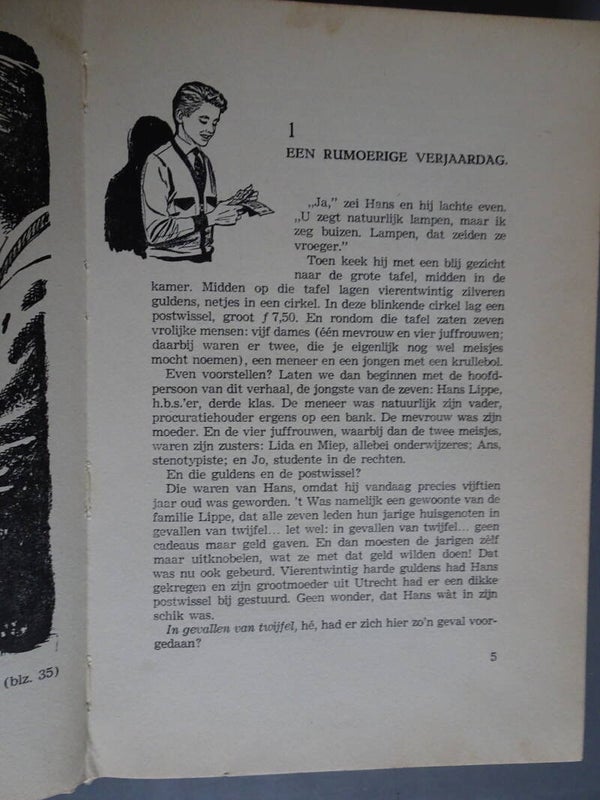 1
EEN RUMOERIGE VERJAARDAG.
„Ja,” zei Hans en hij lachte even.
„U zegt natuurlijk lampen, maar ik
zeg buizen. Lampen, dat zeiden ze
vroeger.”
Toen keek hij met een blij gezicht
naar de grote tafel, midden in de
kamer. Midden op die tafel lagen vierentwintig zilveren
guldens, netjes in een cirkel. In deze blinkende cirkel lag een
postwissel, groot ƒ 7,50. En rondom die tafel zaten zeven
vrolijke mensen: vijf dames (één mevrouw en vier juffrouwen;
daarbij waren er twee, die je eigenlijk nog wel meisjes
mocht noemen), een meneer en een jongen met een krullebol.
Even voorstellen? Laten we dan beginnen met de hoofd-
persoon van dit verhaal, de jongste van de zeven: Hans Lippe,
h.b.s.'er, derde klas. De meneer was natuurlijk zijn vader,
procuratiehouder ergens op een bank. De mevrouw was zijn
moeder. En de vier juffrouwen, waarbij dan de twee meisjes,
waren zijn zusters: Lida en Miep, allebei onderwijzeres; Ans,
stenotypiste; en Jo, studente in de rechten.
En die guldens en de postwissel?
Die waren van Hans, omdat hij vandaag precies vijftien
jaar oud was geworden. 't Was namelijk een gewoonte van de
familie Lippe, dat alle zeven leden hun jarige huisgenoten in
gevallen van twijfel... let wel: in gevallen van twijfel... geen
cadeaus maar geld gaven. En dan moesten de jarigen zélf
maar uitknobelen, wat ze met dat geld wilden doen! Dat
was nu ook gebeurd. Vierentwintig harde guldens had Hans
gekregen en zijn grootmoeder uit Utrecht had er een dikke
postwissel bij gestuurd. Geen wonder, dat Hans wàt in zijn
schik was.
In gevallen van twijfel, hé, had er zich hier zo'n geval voor-
gedaan?
5
(blz. 35)